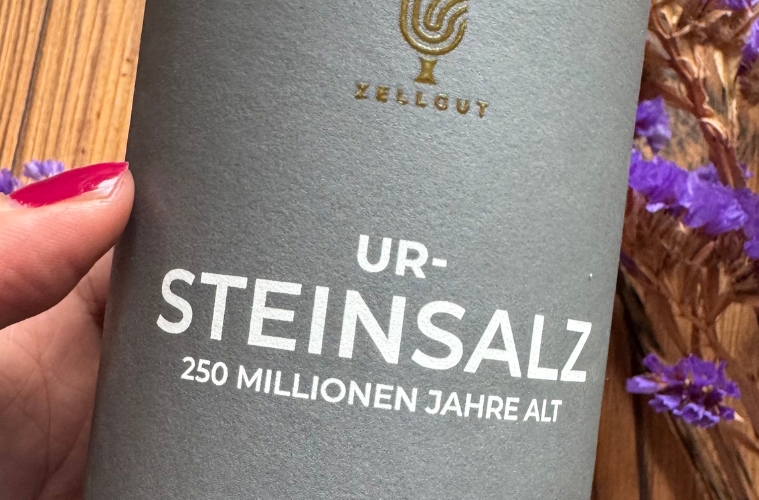 ZELLGUT
UR-
STEINSALZ
250 MILLIONEN JAHRE ALT